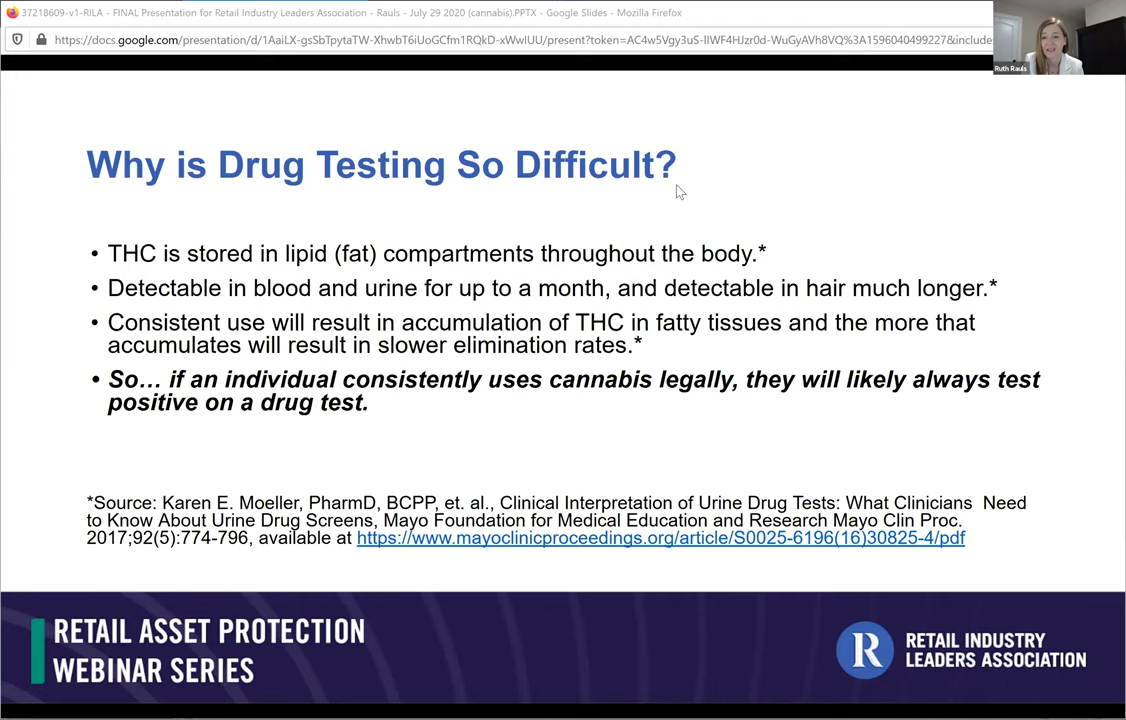 37218609-v1-RILA - FINAL Presentation for Retail Industry Leaders Association - Rauls - July 29 2020 (cannabis).PPTX - Google Slides - Mozilla Firefox
https://docs.google.com/presentation/d/1AaiLX-gsSbTpytaTW-XhwbT6iUoGCfm1RQkD-xWwlUU/present?token=AC4w5Vgy3uS-lIWF4HJzr0d-WuGyAVh8VQ%3A1596040499227&include
Ruth Rauls
Why is Drug Testing So Difficult?
• THC is stored in lipid (fat) compartments throughout the body.*
• Detectable in blood and urine for up to a month, and detectable in hair much longer.*
• Consistent use will result in accumulation of THC in fatty tissues and the more that
accumulates will result in slower elimination rates.*
• So… if an individual consistently uses cannabis legally, they will likely always test
positive on a drug test.
*Source: Karen E. Moeller, PharmD, BCPP, et. al., Clinical Interpretation of Urine Drug Tests: What Clinicians Need
to Know About Urine Drug Screens, Mayo Foundation for Medical Education and Research Mayo Clin Proc.
2017;92(5):774-796, available at https://www.mayoclinicproceedings.org/article/S0025-6196(16)30825-4/pdf
RETAIL ASSET PROTECTION
WEBINAR SERIES
R
RETAIL INDUSTRY
LEADERS ASSOCIATION